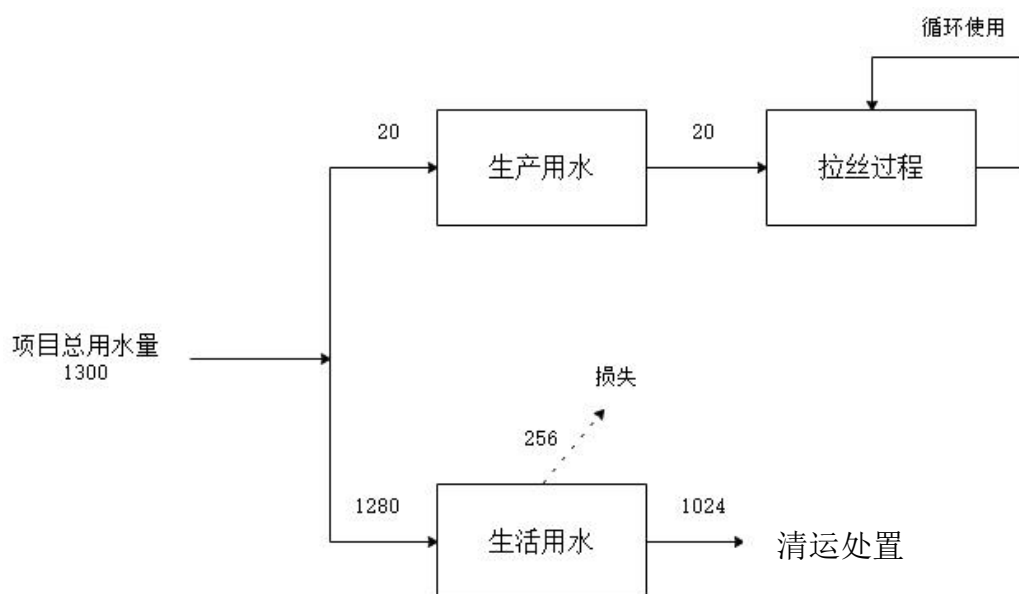 循环使用
20
生产用水
20
拉丝过程
项目总用水量
1300
损失
256
1280
生活用水
1024
清运处置